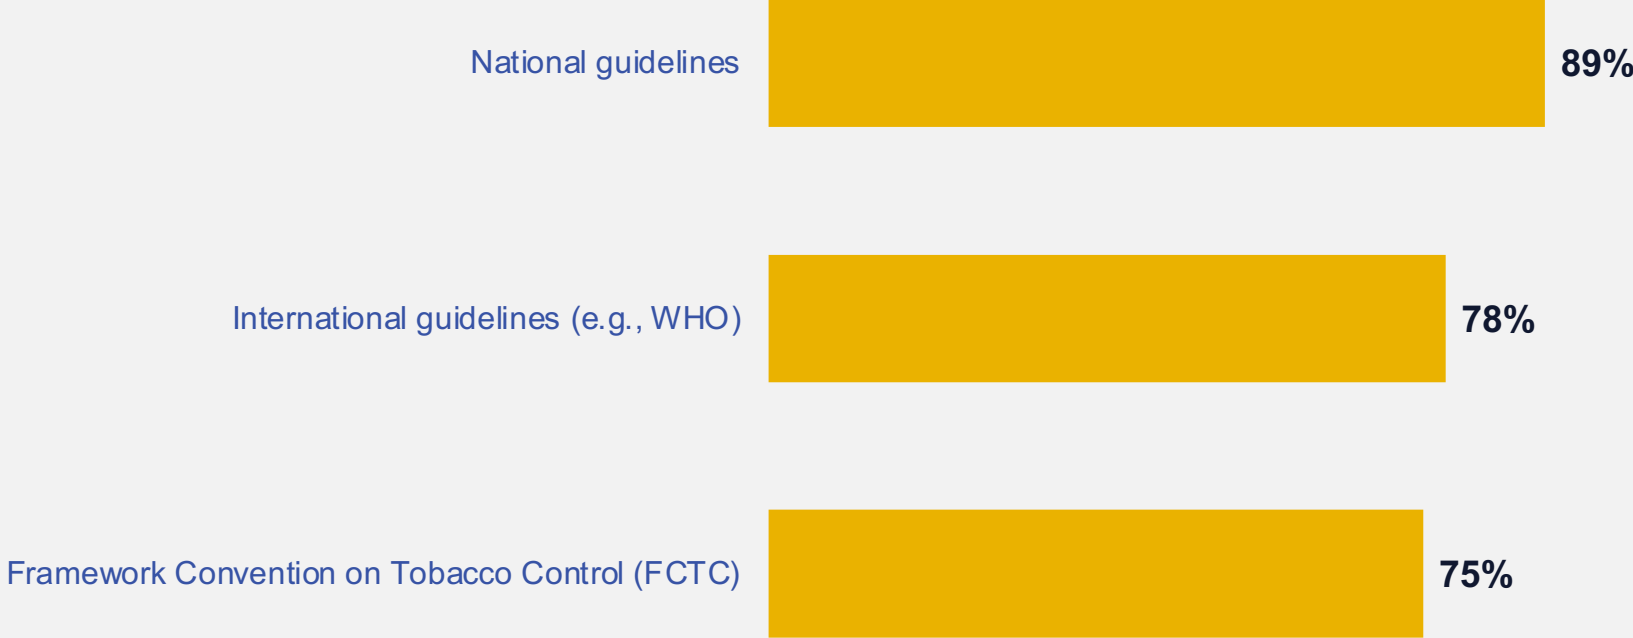 National guidelines 89%
International guidelines (e.g., WHO) 78%
Framework Convention on Tobacco Control (FCTC) 75%